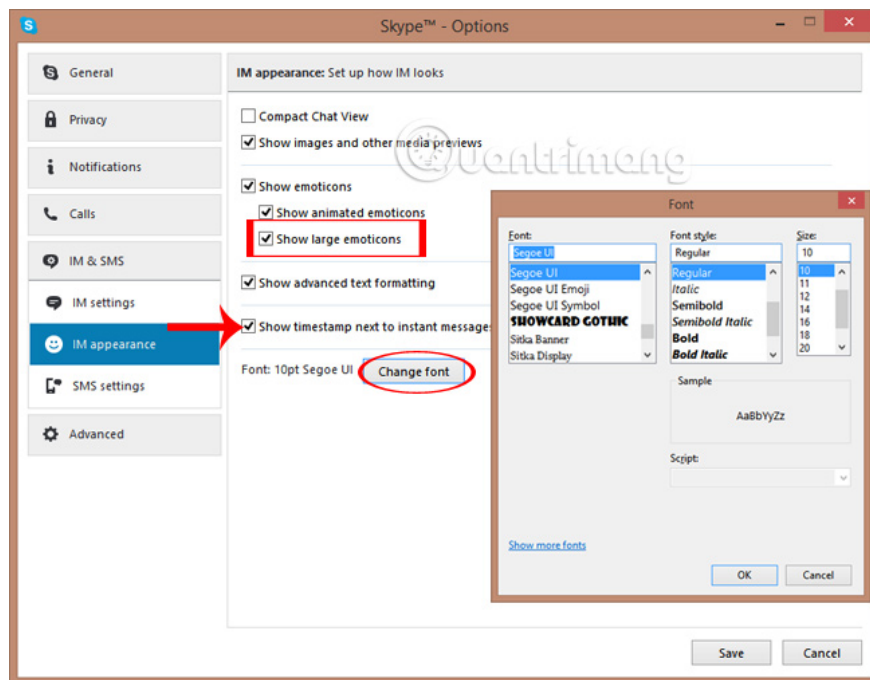 Skype™ - Options
General
Privacy
Notifications
Calls
IM & SMS
IM settings
IM appearance
SMS settings
Advanced
IM appearance: Set up how IM looks
Compact Chat View
Show images and other media previews
Quantrimang
Show emoticons
Show animated emoticons
Show large emoticons
Show advanced text formatting
Show timestamp next to instant messages
Font: 10pt Segoe UI
Change font
Font
Font:
Segoe UI
Segoe UI
Segoe UI Emoji
Segoe UI Symbol
SHOWCARD GOTHIC
Sitka Banner
Sitka Display
Font style:
Regular
Regular
Italic
Semibold
Semibold Italic
Bold
Bold Italic
Size:
10
10
11
12
14
16
18
20
Sample
AaBbYyZz
Script:
Show more fonts
OK
Cancel
Save
Cancel